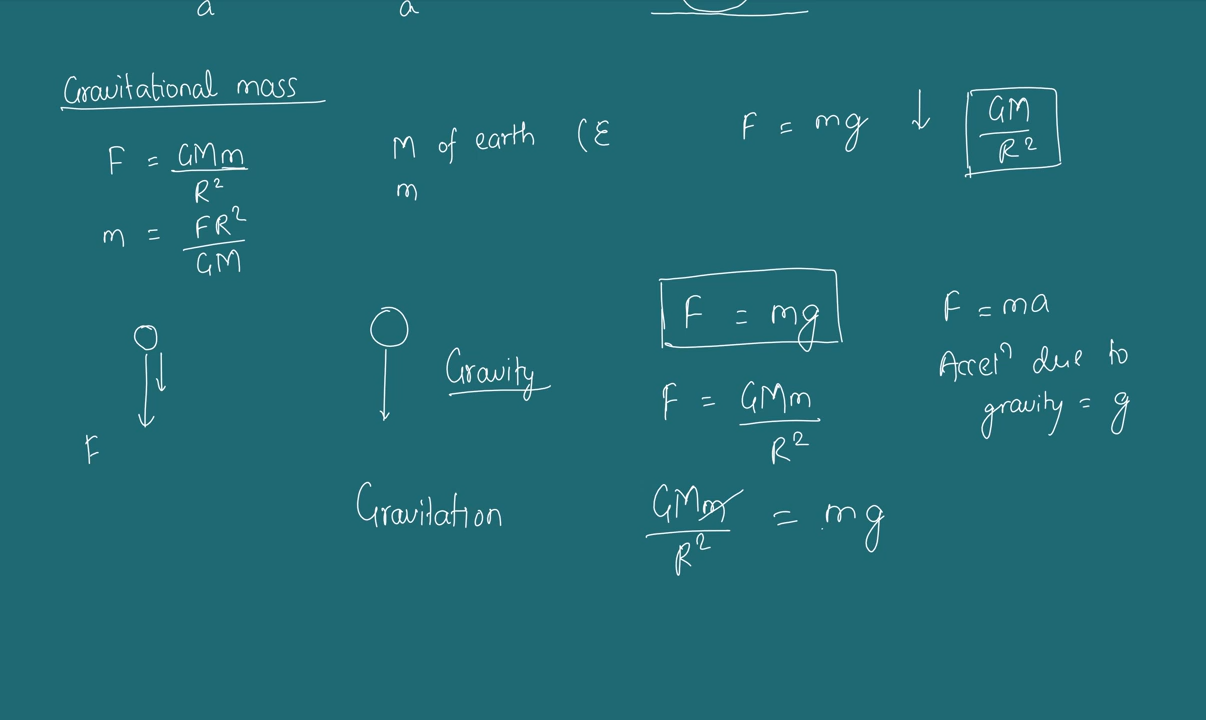 a a
Gravitational mass
F = GMm / R²
m = FR² / GM
M of earth (E
m
F = mg ↓ GM / R²
F
Gravity
Gravitation
F = mg
F = GMm / R²
GMm / R² = mg
F = ma
Accelⁿ due to
gravity = g